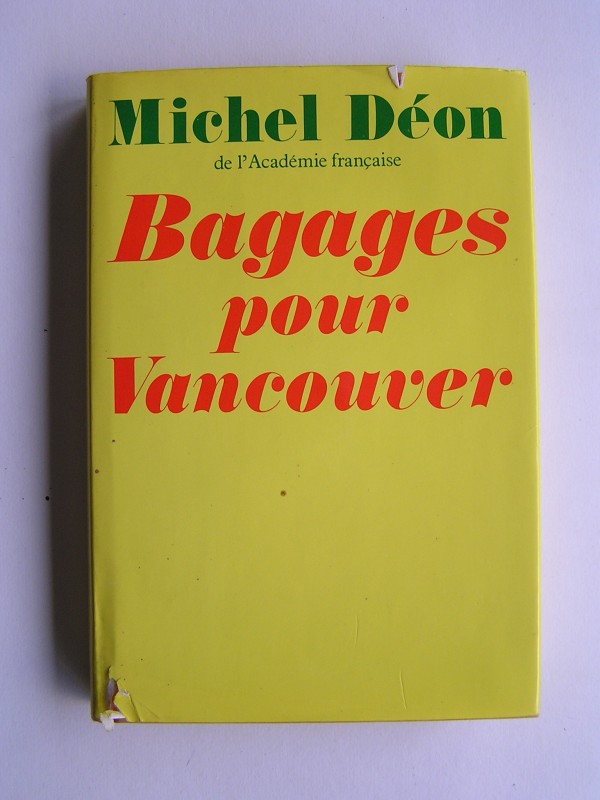 Michel Déon
de l'Académie française
Bagages
pour
Vancouver